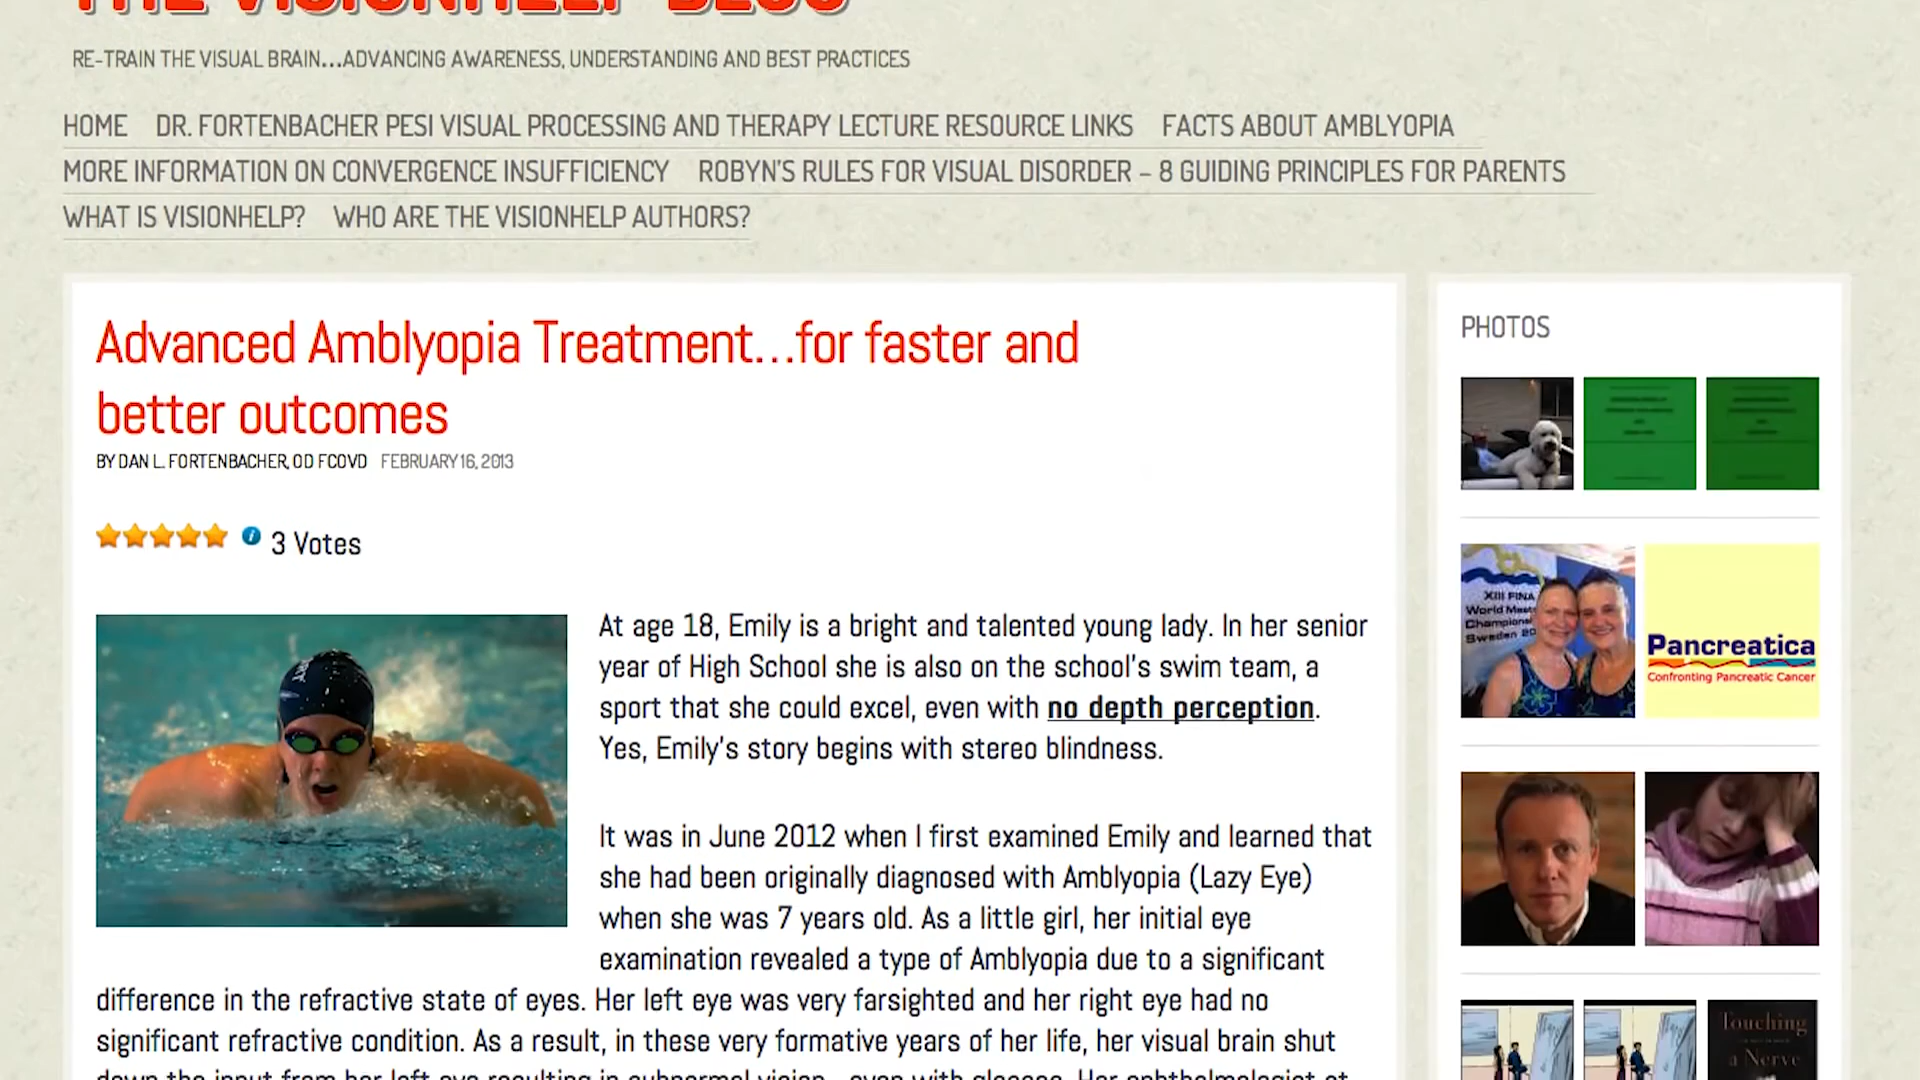 THE VISIONHELP BLOG
RE-TRAIN THE VISUAL BRAIN...ADVANCING AWARENESS, UNDERSTANDING AND BEST PRACTICES
HOME DR. FORTENBACHER PESI VISUAL PROCESSING AND THERAPY LECTURE RESOURCE LINKS FACTS ABOUT AMBLYOPIA
MORE INFORMATION ON CONVERGENCE INSUFFICIENCY ROBYN'S RULES FOR VISUAL DISORDER – 8 GUIDING PRINCIPLES FOR PARENTS
WHAT IS VISIONHELP? WHO ARE THE VISIONHELP AUTHORS?
Advanced Amblyopia Treatment...for faster and
better outcomes
BY DAN L. FORTENBACHER, OD FCOVD FEBRUARY 16, 2013
3 Votes
At age 18, Emily is a bright and talented young lady. In her senior
year of High School she is also on the school's swim team, a
sport that she could excel, even with no depth perception.
Yes, Emily's story begins with stereo blindness.
It was in June 2012 when I first examined Emily and learned that
she had been originally diagnosed with Amblyopia (Lazy Eye)
when she was 7 years old. As a little girl, her initial eye
examination revealed a type of Amblyopia due to a significant
difference in the refractive state of eyes. Her left eye was very farsighted and her right eye had no
significant refractive condition. As a result, in these very formative years of her life, her visual brain shut
PHOTOS
XIII FINA
World
Sweden
Pancreatica
Confronting Pancreatic Cancer
Touching
a Nerve